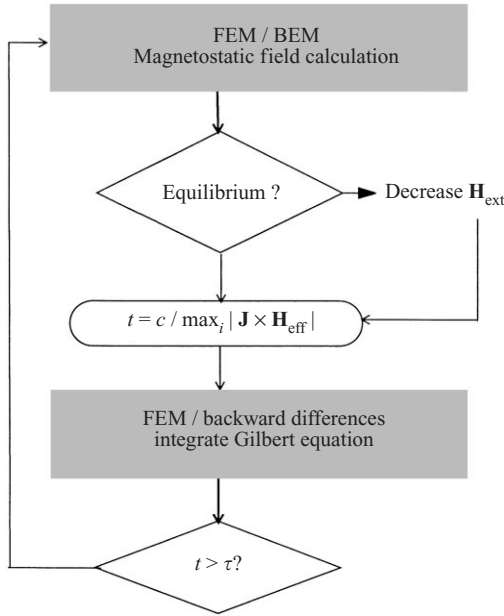 FEM / BEM
Magnetostatic field calculation
Equilibrium ?
Decrease H_ext
t = c / max_i | J × H_eff |
FEM / backward differences
integrate Gilbert equation
t > τ?